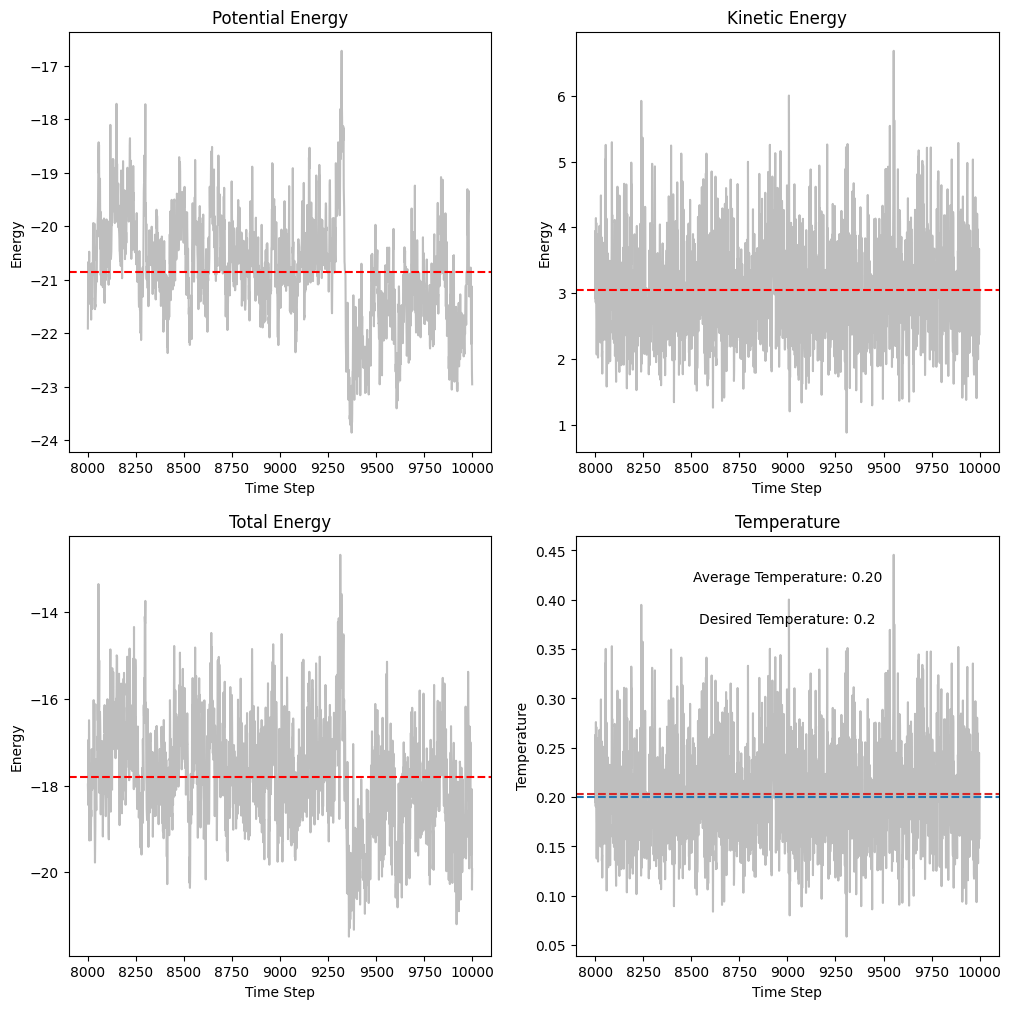 Potential Energy
Energy
−17
−18
−19
−20
−21
−22
−23
−24
8000 8250 8500 8750 9000 9250 9500 9750 10000
Time Step
Kinetic Energy
Energy
6
5
4
3
2
1
8000 8250 8500 8750 9000 9250 9500 9750 10000
Time Step
Total Energy
Energy
−14
−16
−18
−20
8000 8250 8500 8750 9000 9250 9500 9750 10000
Time Step
Temperature
Temperature
0.45
0.40
0.35
0.30
0.25
0.20
0.15
0.10
0.05
Average Temperature: 0.20
Desired Temperature: 0.2
8000 8250 8500 8750 9000 9250 9500 9750 10000
Time Step